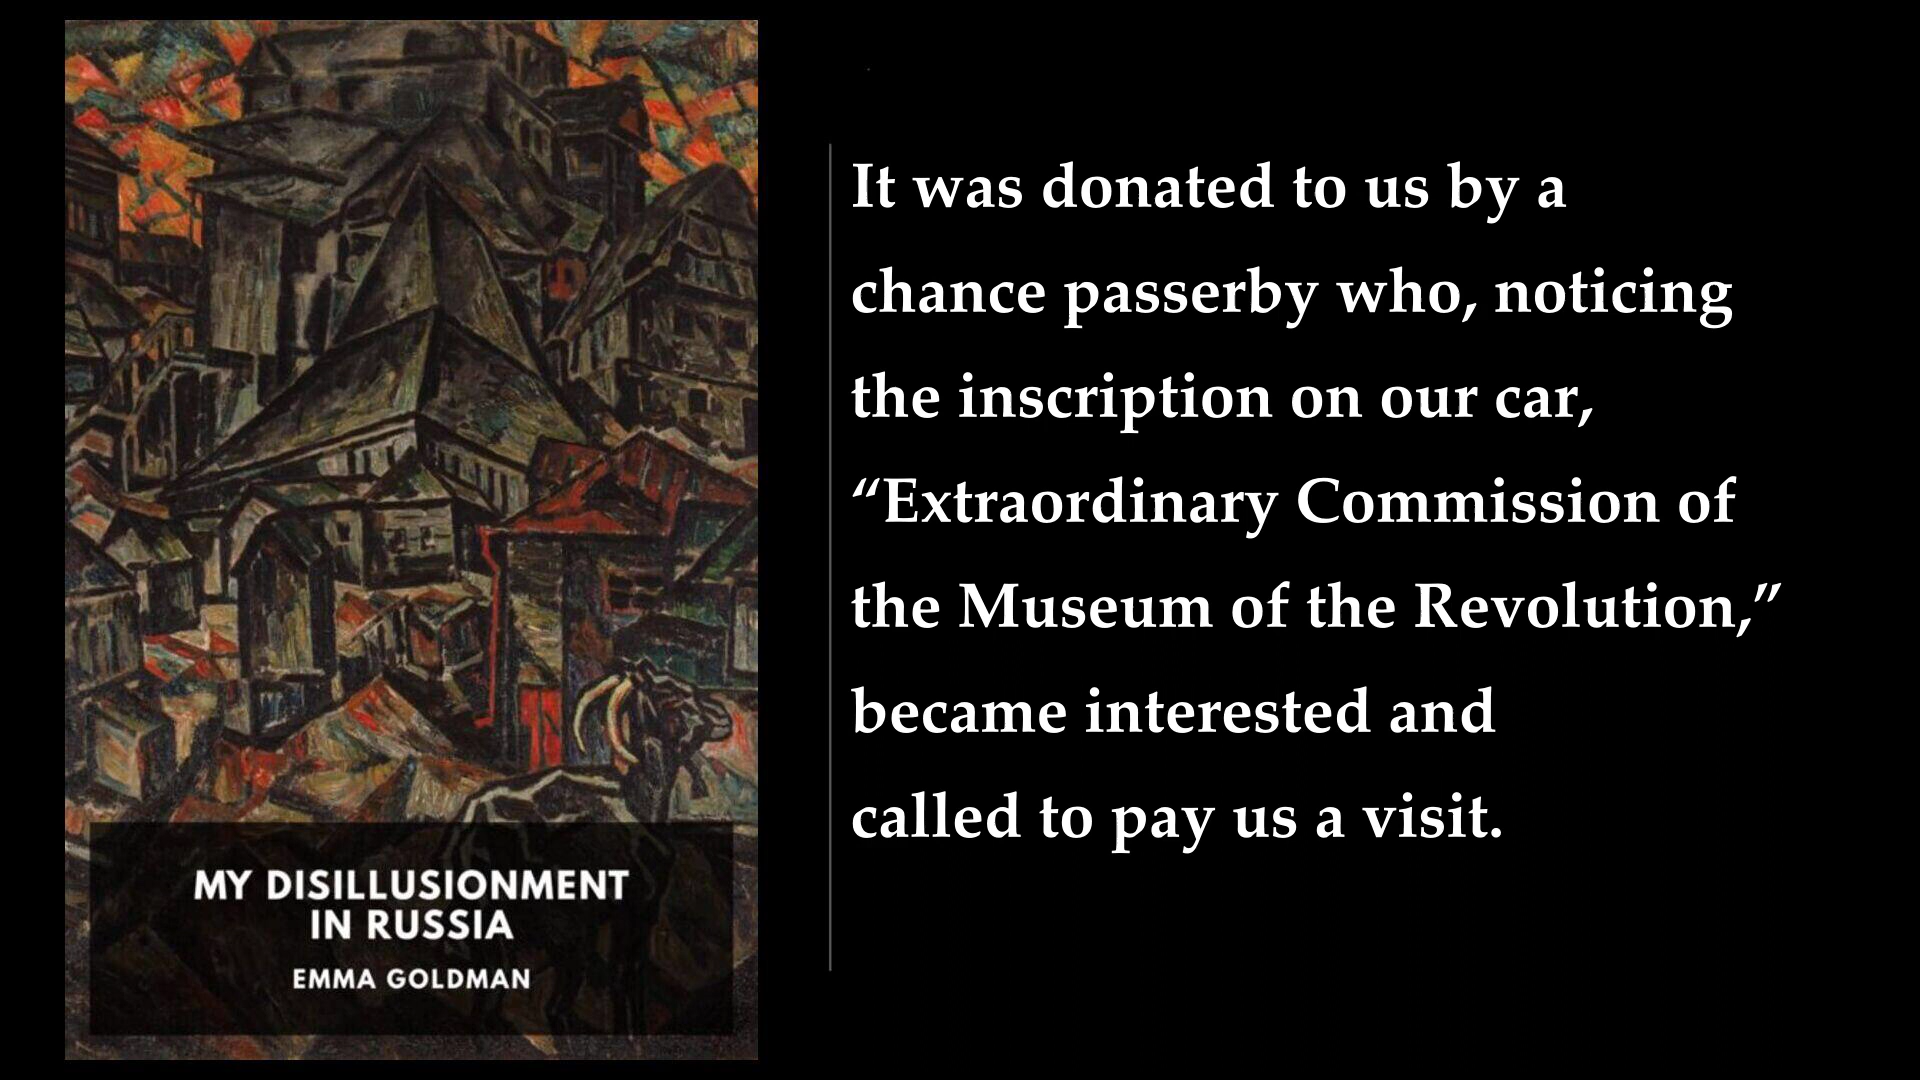 MY DISILLUSIONMENT
IN RUSSIA
EMMA GOLDMAN
It was donated to us by a
chance passerby who, noticing
the inscription on our car,
“Extraordinary Commission of
the Museum of the Revolution,”
became interested and
called to pay us a visit.